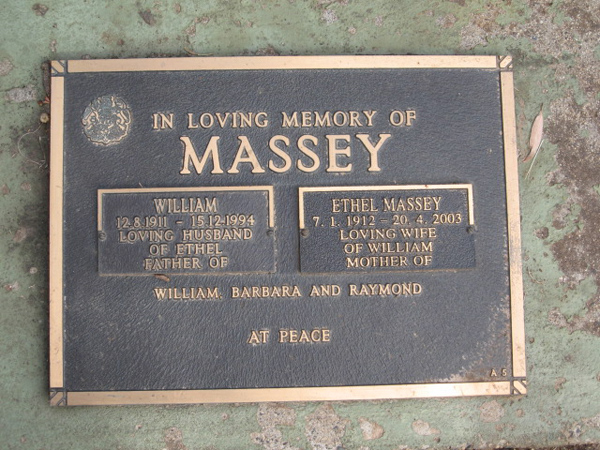 IN LOVING MEMORY OF
MASSEY
WILLIAM
12.8.1911 - 15.12.1994
LOVING HUSBAND
OF ETHEL
FATHER OF
ETHEL MASSEY
7. 1. 1912 - 20. 4. 2003
LOVING WIFE
OF WILLIAM
MOTHER OF
WILLIAM, BARBARA AND RAYMOND
AT PEACE
A 5